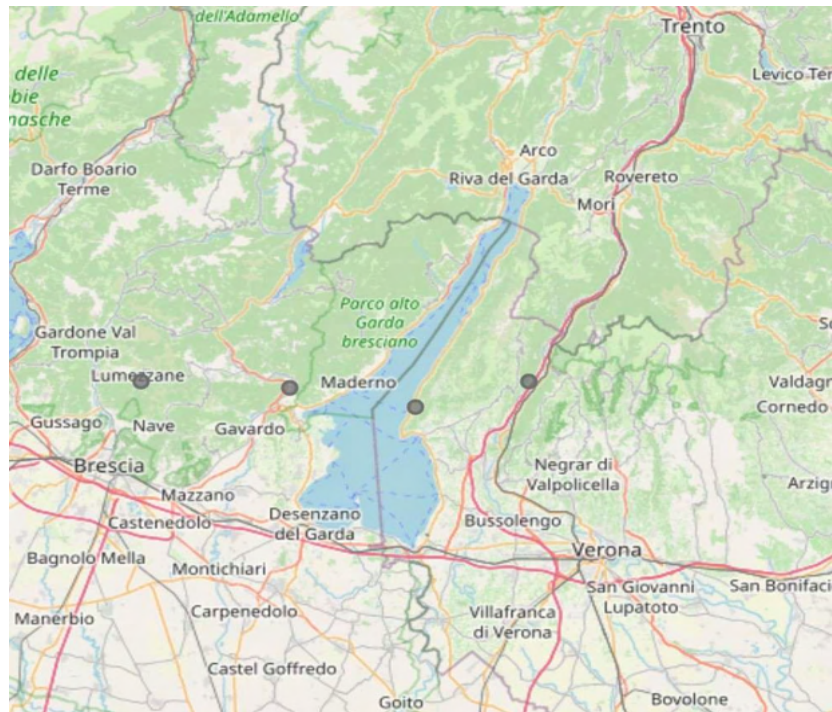 dell'Adamello
Trento
delle
bie
nasche
Levico Ter
Arco
Darfo Boario
Terme
Riva del Garda
Rovereto
Mori
Parco alto
Garda
bresciano
Gardone Val
Trompia
Lumezzane
Maderno
Valdagn
Cornedo
Gussago
Nave
Gavardo
Brescia
Negrar di
Valpolicella
Mazzano
Arzig
Castenedolo
Desenzano
del Garda
Bussolengo
Bagnolo Mella
Verona
Montichiari
San Giovanni
Lupatoto
San Bonifaci
Manerbio
Carpenedolo
Villafranca
di Verona
Castel Goffredo
Goito
Bovolone